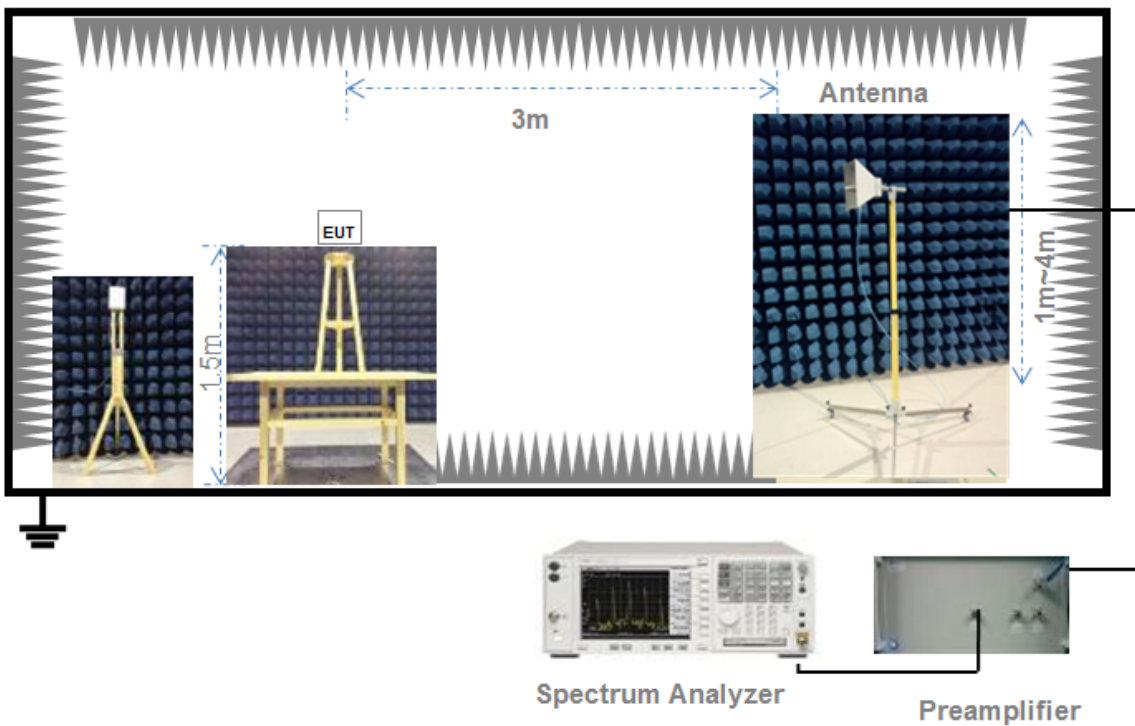 Antenna
3m
EUT
1.5m
1m~4m
Spectrum Analyzer
Preamplifier